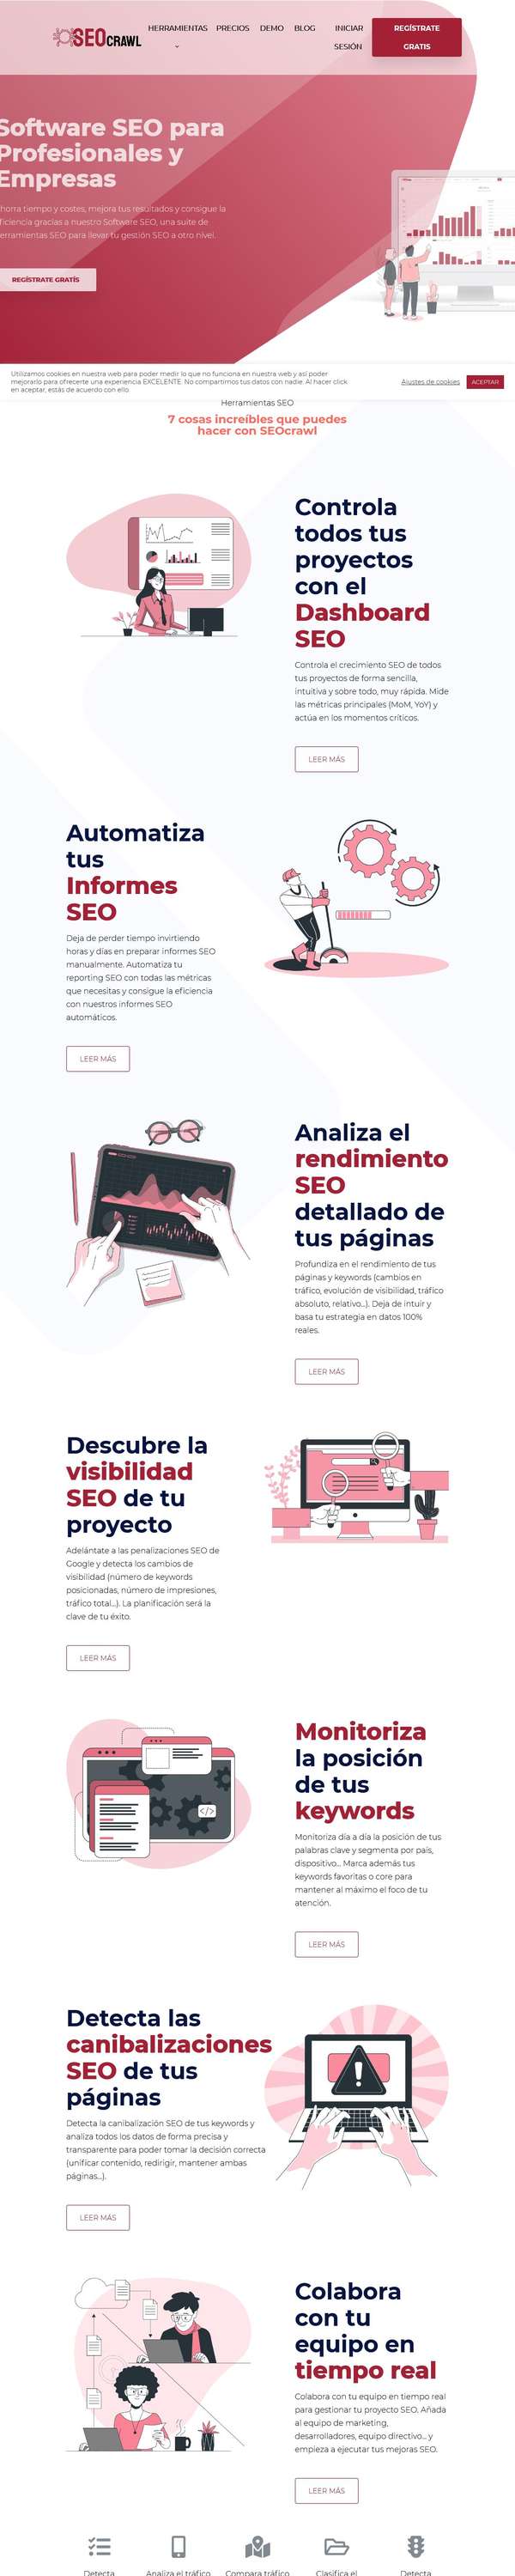 SEOCRAWL
HERRAMIENTAS PRECIOS DEMO BLOG INICIAR SESIÓN
REGÍSTRATE GRATIS
Software SEO para
Profesionales y
Empresas
horra tiempo y costes, mejora tus resultados y consigue la
ficiencia gracias a nuestro Software SEO, una suite de
erramientas SEO para llevar tu gestión SEO a otro nivel.
REGÍSTRATE GRATIS
Utilizamos cookies en nuestra web para poder medir lo que no funciona en nuestra web y así poder
mejorarlo para ofrecerte una experiencia EXCELENTE. No compartimos tus datos con nadie. Al hacer click
en aceptar, estás de acuerdo con ello.
Ajustes de cookies
ACEPTAR
Herramientas SEO
7 cosas increíbles que puedes
hacer con SEOcrawl
Controla
todos tus
proyectos
con el
Dashboard
SEO
Controla el crecimiento SEO de todos
tus proyectos de forma sencilla,
intuitiva y sobre todo, muy rápida. Mide
las métricas principales (MoM, YoY) y
actúa en los momentos críticos.
LEER MÁS
Automatiza
tus
Informes
SEO
Deja de perder tiempo invirtiendo
horas y días en preparar informes SEO
manualmente. Automatiza tu
reporting SEO con todas las métricas
que necesitas y consigue la eficiencia
con nuestros informes SEO
automáticos.
LEER MÁS
Analiza el
rendimiento
SEO
detallado de
tus páginas
Profundiza en el rendimiento de tus
páginas y keywords (cambios en
tráfico, evolución de visibilidad, tráfico
absoluto, relativo...). Deja de intuir y
basa tu estrategia en datos 100%
reales.
LEER MÁS
Descubre la
visibilidad
SEO de tu
proyecto
Adelántate a las penalizaciones SEO de
Google y detecta los cambios de
visibilidad (número de keywords
posicionadas, número de impresiones,
tráfico total...). La planificación será la
clave de tu éxito.
LEER MÁS
Monitoriza
la posición
de tus
keywords
Monitoriza día a día la posición de tus
palabras clave y segmenta por país,
dispositivo... Marca además tus
keywords favoritas o core para
mantener al máximo el foco de tu
atención.
LEER MÁS
Detecta las
canibalizaciones
SEO de tus
páginas
Detecta la canibalización SEO de tus keywords y
analiza todos los datos de forma precisa y
transparente para poder tomar la decisión correcta
(unificar contenido, redirigir, mantener ambas
páginas...).
LEER MÁS
Colabora
con tu
equipo en
tiempo real
Colabora con tu equipo en tiempo real
para gestionar tu proyecto SEO. Añada
al equipo de marketing,
desarrolladores, equipo directivo... y
empieza a ejecutar tus mejoras SEO.
LEER MÁS
Detecta
Analiza el tráfico
Compara tráfico
Clasifica el
Detecta